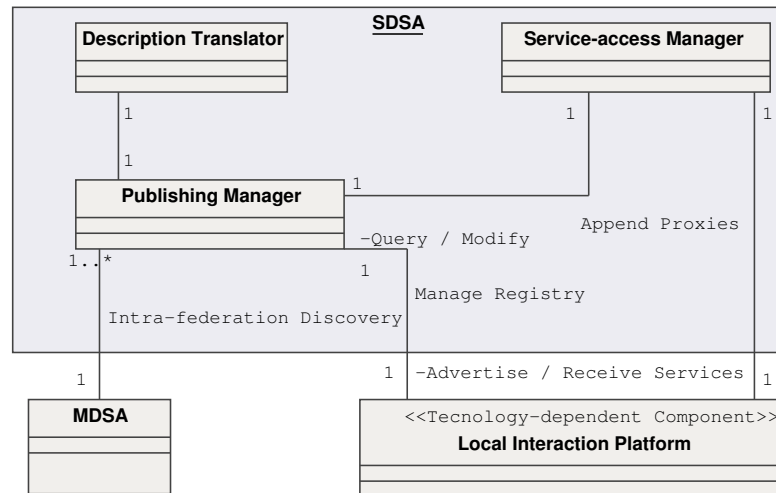 SDSA
Description Translator
Service-access Manager
1
1
1
1
1
Publishing Manager
Append Proxies
-Query / Modify
1..*
1
Manage Registry
Intra-federation Discovery
1
1
-Advertise / Receive Services
1
MDSA
<<Tecnology-dependent Component>>
Local Interaction Platform